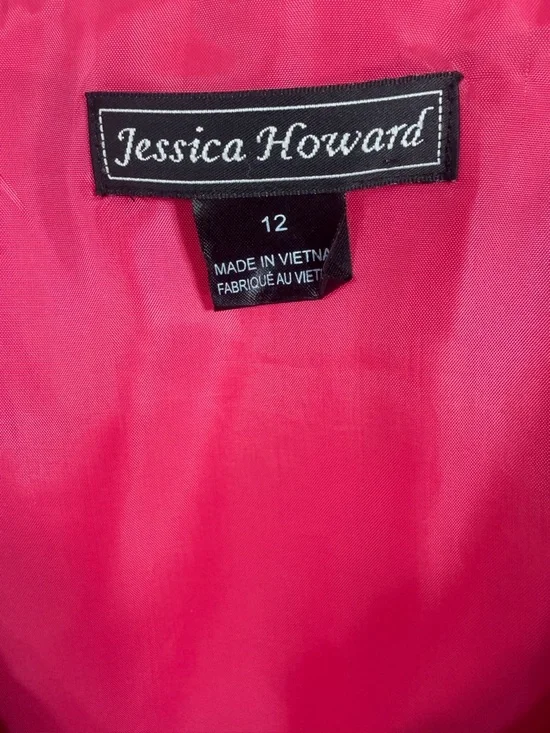 Jessica Howard
12
MADE IN VIETNA
FABRIQUÉ AU VIET